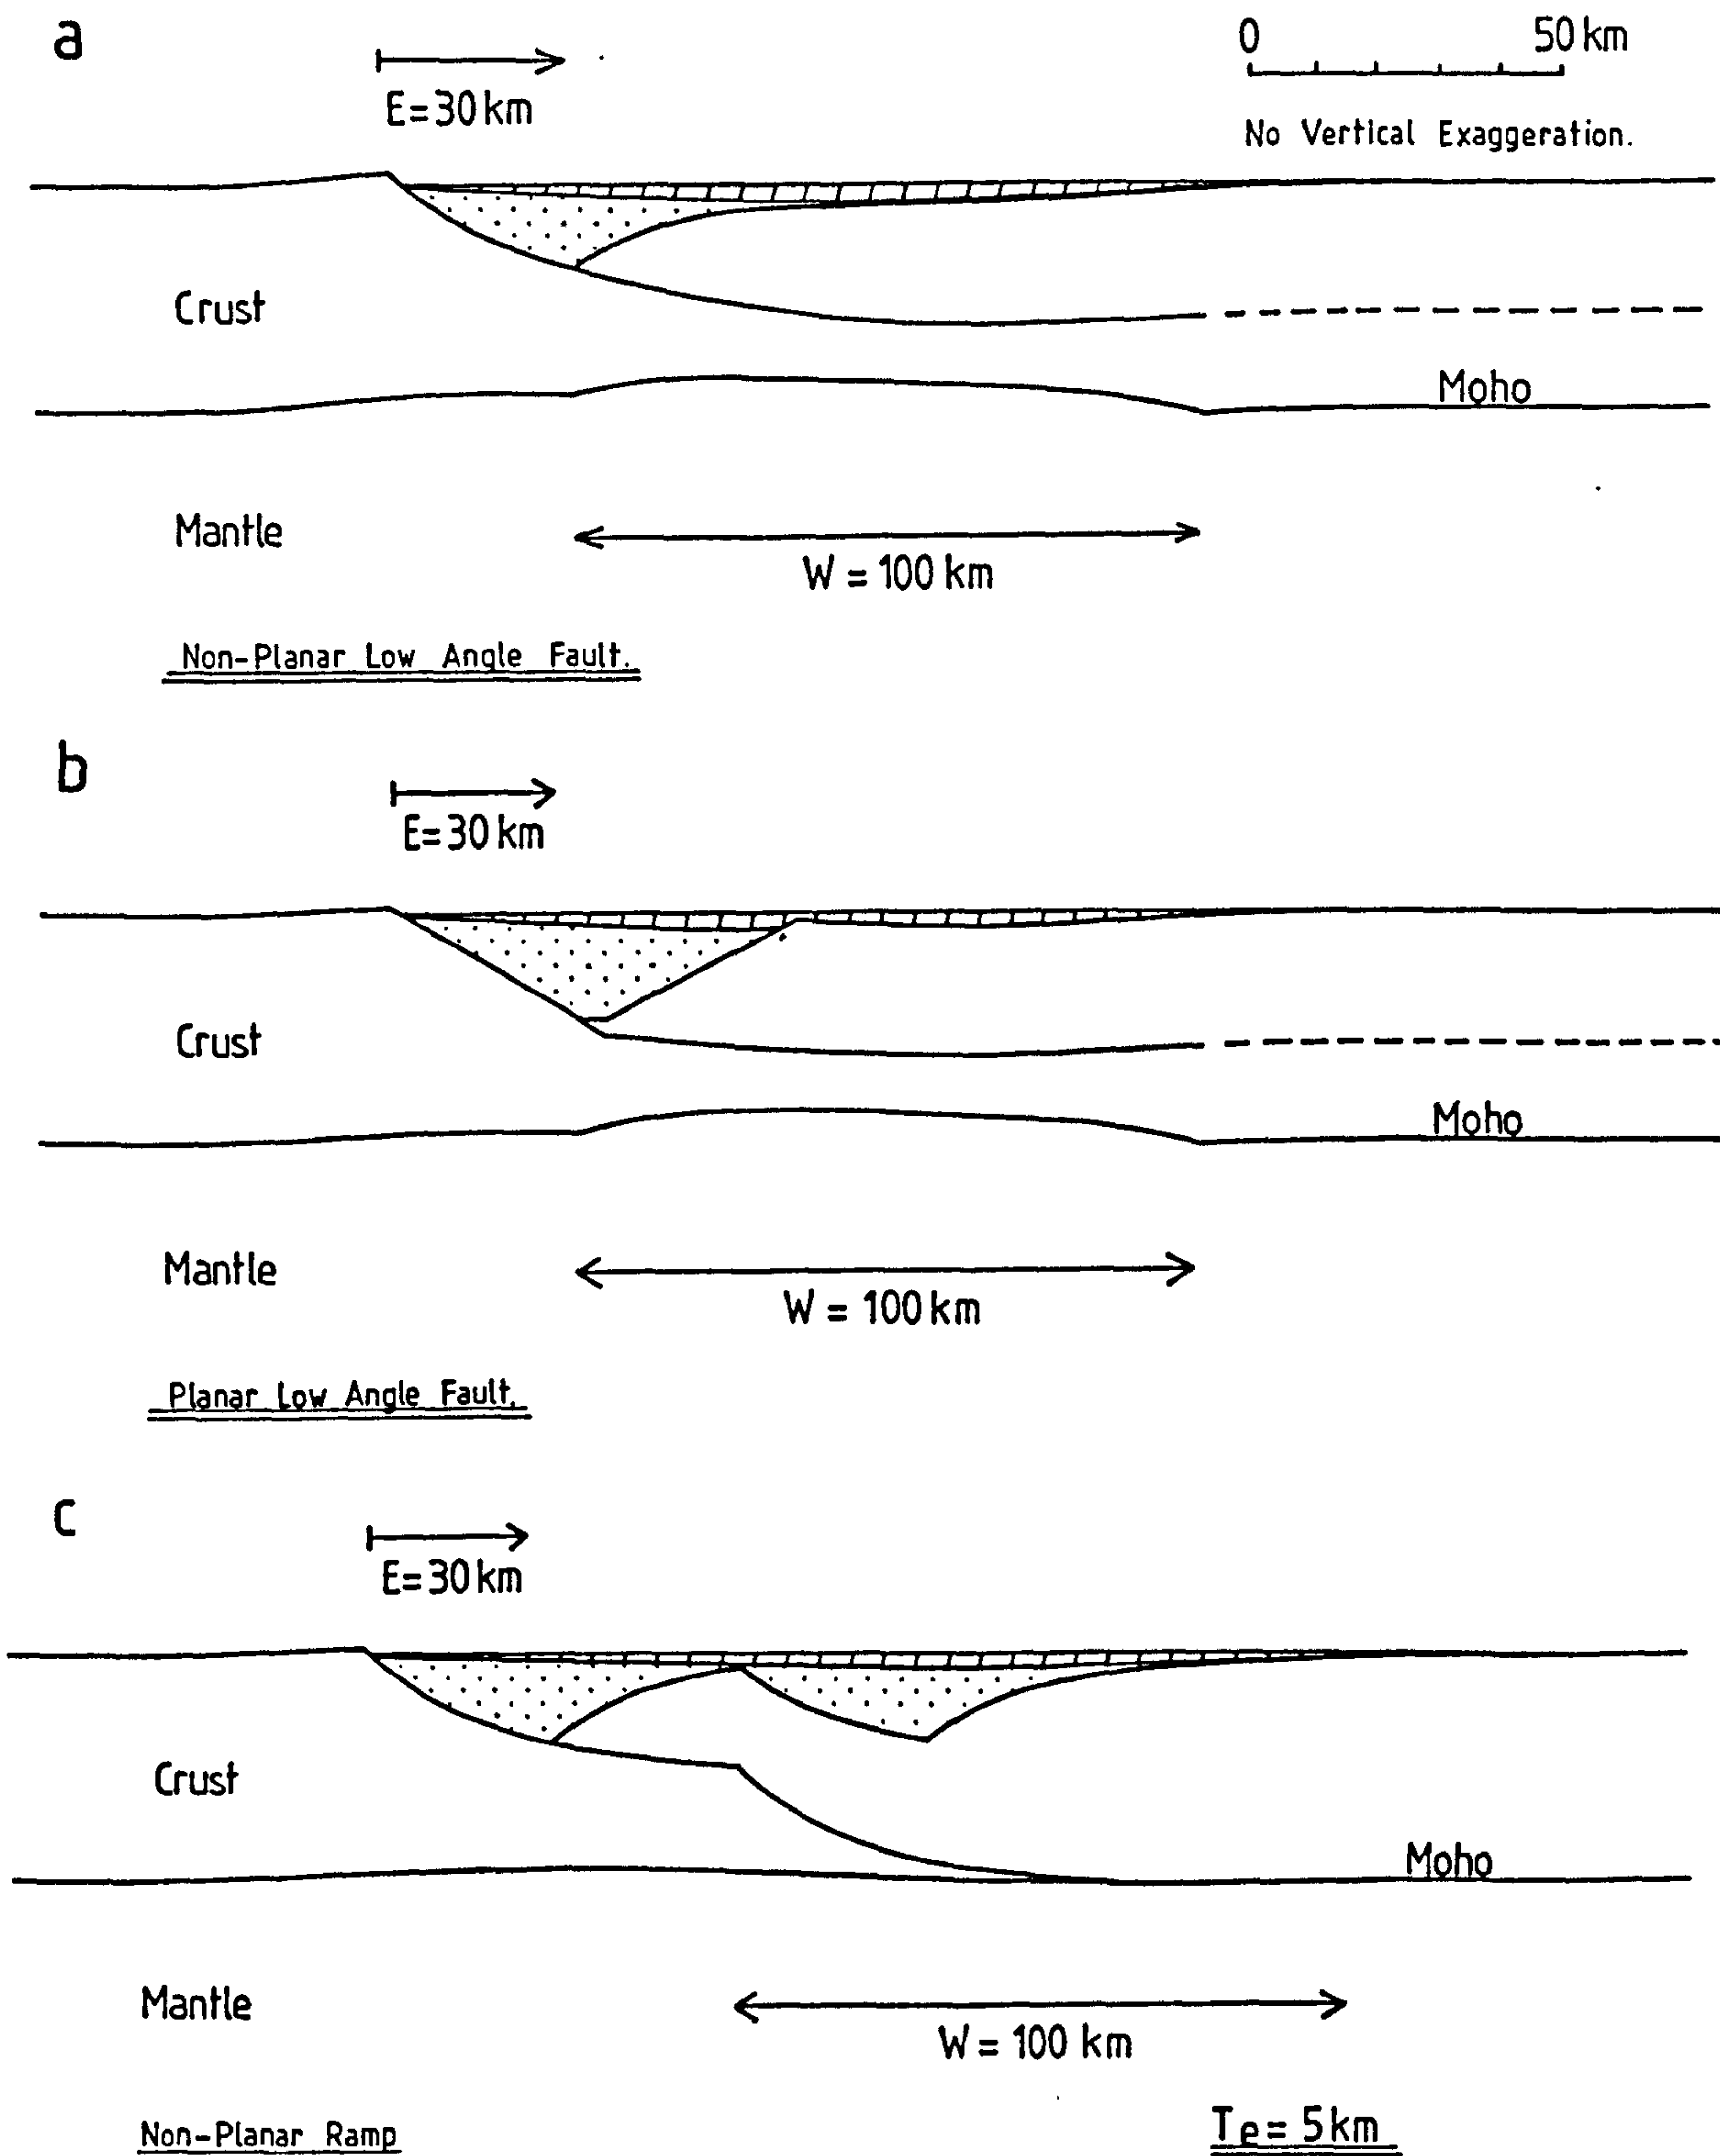 a
0 50 km
E = 30 km
No Vertical Exaggeration.
Crust
Moho
Mantle
W = 100 km
Non-Planar Low Angle Fault.
b
E = 30 km
Crust
Moho
Mantle
W = 100 km
Planar Low Angle Fault.
c
E = 30 km
Crust
Moho
Mantle
W = 100 km
Non-Planar Ramp
Te = 5 km